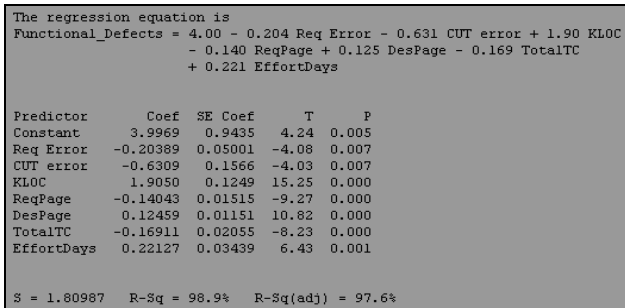 The regression equation is
Functional_Defects = 4.00 - 0.204 Req Error - 0.631 CUT error + 1.90 KLOC
- 0.140 ReqPage + 0.125 DesPage - 0.169 TotalTC
+ 0.221 EffortDays
Predictor Coef SE Coef T P
Constant 3.9969 0.9435 4.24 0.005
Req Error -0.20389 0.05001 -4.08 0.007
CUT error -0.6309 0.1566 -4.03 0.007
KLOC 1.9050 0.1249 15.25 0.000
ReqPage -0.14043 0.01515 -9.27 0.000
DesPage 0.12459 0.01151 10.82 0.000
TotalTC -0.16911 0.02055 -8.23 0.000
EffortDays 0.22127 0.03439 6.43 0.001
S = 1.80987 R-Sq = 98.9% R-Sq(adj) = 97.6%